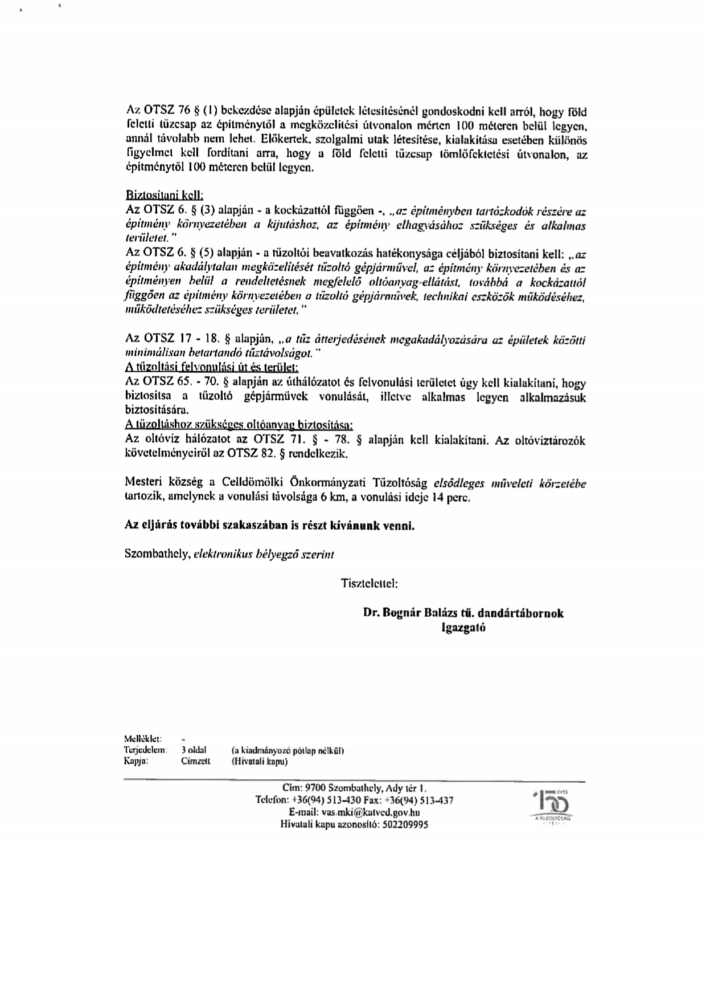 Az OTSZ 76 § (1) bekezdése alapján épületek létesítésénél gondoskodni kell arról, hogy föld
feletti tűzcsap az építménytől a megközelítési útvonalon mérten 100 méteren belül legyen,
annál távolabb nem lehet. Előkertek, szolgalmi utak létesítése, kialakítása esetében különös
figyelmet kell fordítani arra, hogy a föld feletti tűzcsap tömlőfektetési útvonalon, az
építménytől 100 méteren belül legyen.
Biztosítani kell:
Az OTSZ 6. § (3) alapján - a kockázattól függően -, „az építményben tartózkodók részére az
építmény környezetében a kijutáshoz, az építmény elhagyásához szükséges és alkalmas
területet."
Az OTSZ 6. § (5) alapján - a tűzoltói beavatkozás hatékonysága céljából biztosítani kell: „az
építmény akadálytalan megközelítését tűzoltó gépjárművel, az építmény környezetében és az
építményen belül a rendeltetésnek megfelelő oltóanyag-ellátást, továbbá a kockázattól
függően az építmény környezetében a tűzoltó gépjárművek, technikai eszközök működéséhez,
működtetéséhez szükséges területet."
Az OTSZ 17 - 18. § alapján, „a tűz átterjedésének megakadályozására az épületek közötti
minimálisan betartandó tűztávolságot."
A tűzoltási felvonulási út és terület:
Az OTSZ 65. - 70. § alapján az úthálózatot és felvonulási területet úgy kell kialakítani, hogy
biztosítsa a tűzoltó gépjárművek vonulását, illetve alkalmas legyen alkalmazásuk
biztosítására.
A tűzoltáshoz szükséges oltóanyag biztosítása:
Az oltóvíz hálózatot az OTSZ 71. § - 78. § alapján kell kialakítani. Az oltóvíztározók
követelményeiről az OTSZ 82. § rendelkezik.
Mesteri község a Celldömölki Önkormányzati Tűzoltóság elsődleges műveleti körzetébe
tartozik, amelynek a vonulási távolsága 6 km, a vonulási ideje 14 perc.
Az eljárás további szakaszában is részt kívánunk venni.
Szombathely, elektronikus bélyegző szerint
Tisztelettel:
Dr. Bognár Balázs tű. dandártábornok
Igazgató
Melléklet: -
Terjedelem: 3 oldal (a kiadmányozó pótlap nélkül)
Kapja: Címzett (Hivatali kapu)
Cím: 9700 Szombathely, Ady tér 1.
Telefon: +36(94) 513-430 Fax: +36(94) 513-437
E-mail: vas.mki@katved.gov.hu
Hivatali kapu azonosító: 502209995
150 ÉVES
A TŰZOLTÓSÁG